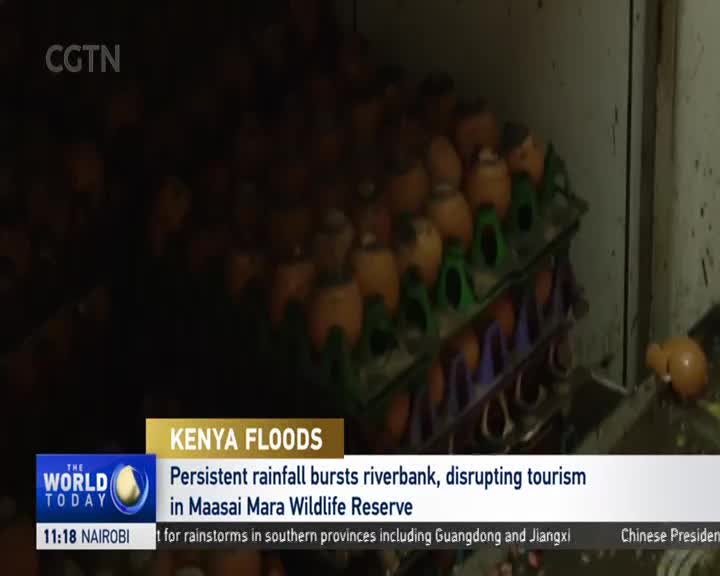 CGTN
KENYA FLOODS
THE WORLD TODAY
Persistent rainfall bursts riverbank, disrupting tourism
in Maasai Mara Wildlife Reserve
11:18 NAIROBI
t for rainstorms in southern provinces including Guangdong and Jiangxi Chinese Presiden